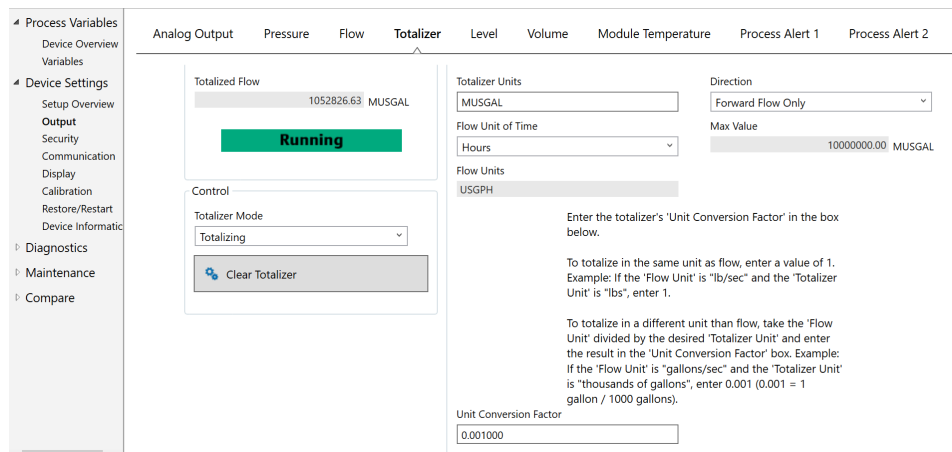 Process Variables
Device Overview
Variables
Device Settings
Setup Overview
Output
Security
Communication
Display
Calibration
Restore/Restart
Device Informatic
Diagnostics
Maintenance
Compare
Analog Output Pressure Flow Totalizer Level Volume Module Temperature Process Alert 1 Process Alert 2
Totalized Flow
1052826.63 MUSGAL
Running
Control
Totalizer Mode
Totalizing
Clear Totalizer
Totalizer Units
MUSGAL
Flow Unit of Time
Hours
Flow Units
USGPH
Direction
Forward Flow Only
Max Value
10000000.00 MUSGAL
Enter the totalizer's 'Unit Conversion Factor' in the box
below.
To totalize in the same unit as flow, enter a value of 1.
Example: If the 'Flow Unit' is "lb/sec" and the 'Totalizer
Unit' is "lbs", enter 1.
To totalize in a different unit than flow, take the 'Flow
Unit' divided by the desired 'Totalizer Unit' and enter
the result in the 'Unit Conversion Factor' box. Example:
If the 'Flow Unit' is "gallons/sec" and the 'Totalizer Unit'
is "thousands of gallons", enter 0.001 (0.001 = 1
gallon / 1000 gallons).
Unit Conversion Factor
0.001000